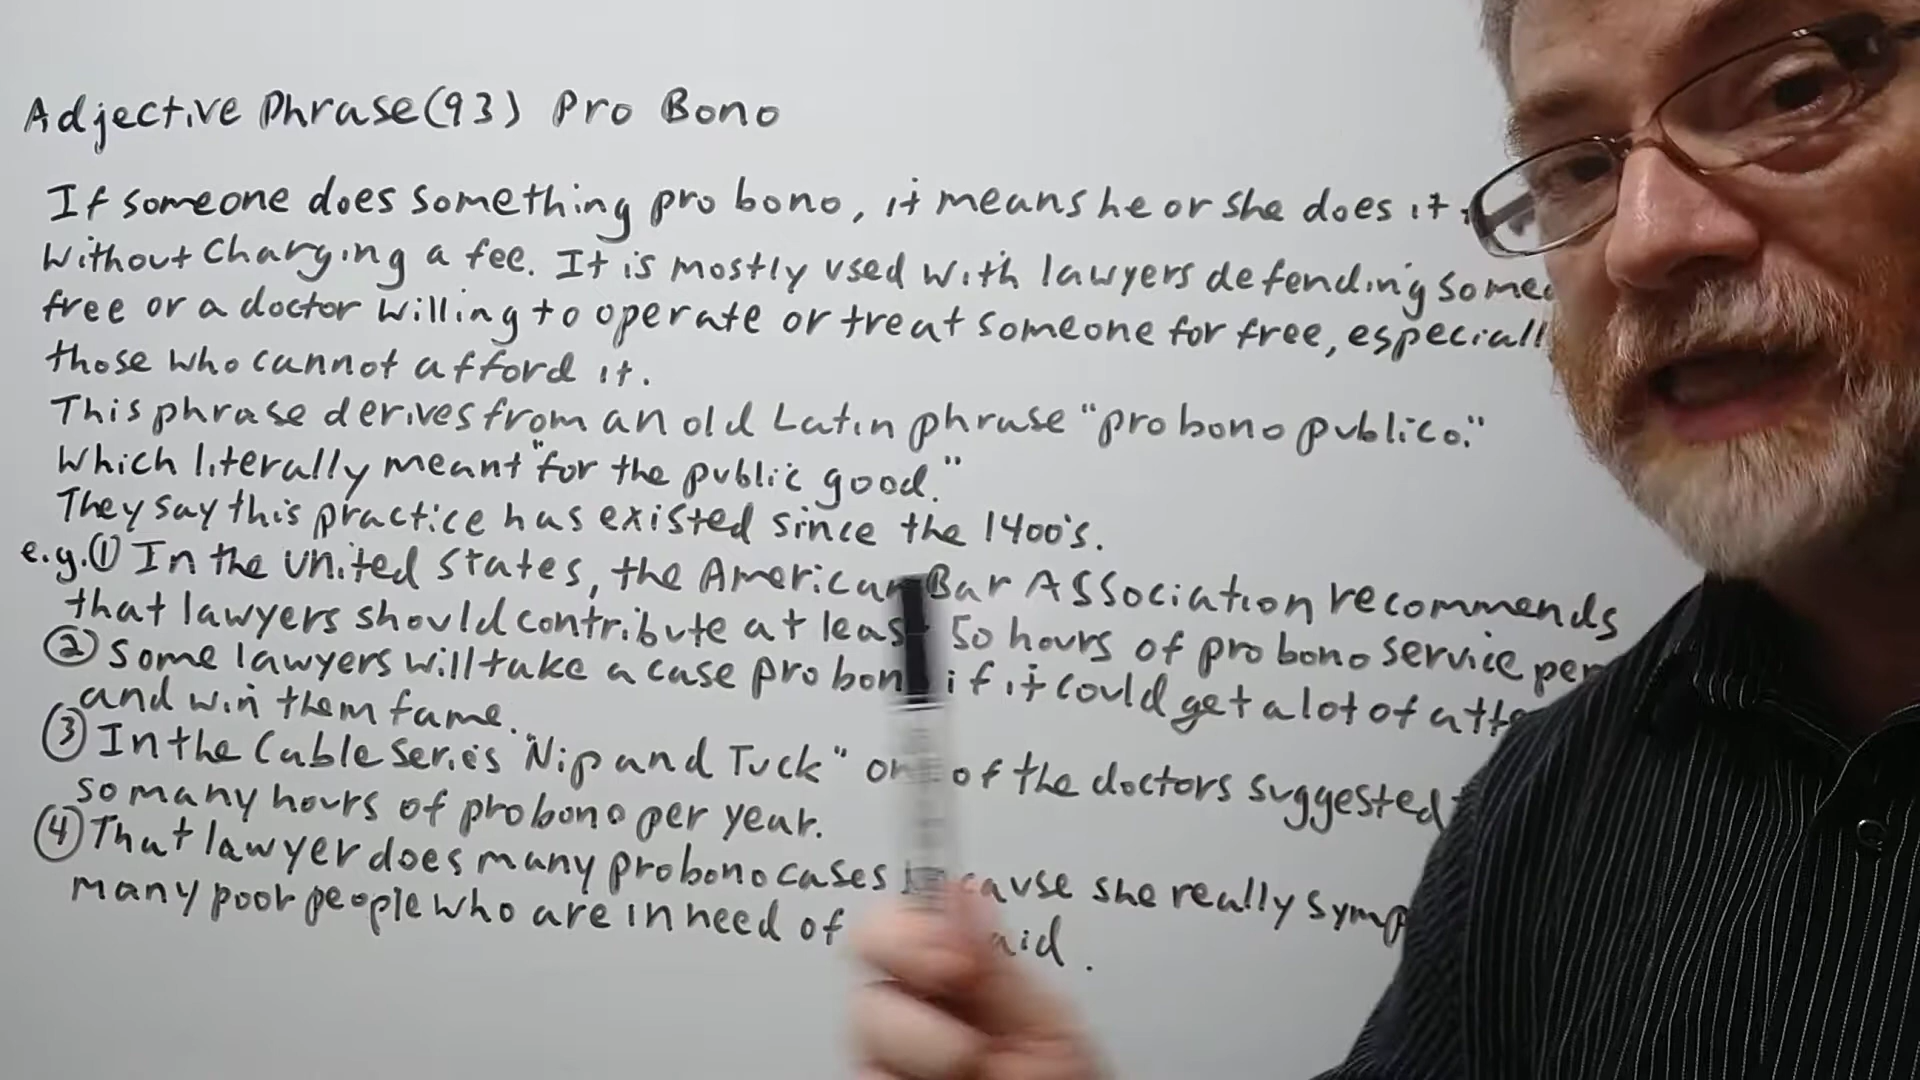 Adjective Phrase (93) Pro Bono
If someone does something pro bono, it means he or she does it
without charging a fee. It is mostly used with lawyers defending
free or a doctor willing to operate or treat someone for free,
those who cannot afford it.
This phrase derives from an old Latin phrase "pro bono publico."
Which literally meant "for the public good."
They say this practice has existed since the 1400's.
e.g. ① In the United States, the American Bar Association recommends
that lawyers should contribute at least 50 hours of pro bono service per
② Some lawyers will take a case pro bono if it could get a lot of
and win them fame.
③ In the Cable Series "Nip and Tuck" one of the doctors suggested
so many hours of pro bono per year.
④ That lawyer does many pro bono cases because she really
many poor people who are in need of aid.